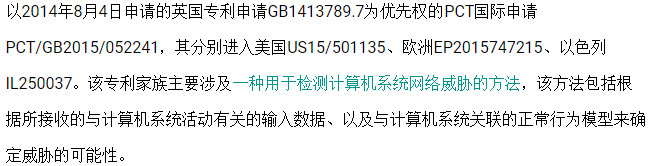 以2014年8月4日申请的英国专利申请GB1413789.7为优先权的PCT国际申请
PCT/GB2015/052241，其分别进入美国US15/501135、欧洲EP2015747215、以色列
IL250037。该专利家族主要涉及一种用于检测计算机系统网络威胁的方法，该方法包括根
据所接收的与计算机系统活动有关的输入数据、以及与计算机系统关联的正常行为模型来确
定威胁的可能性。